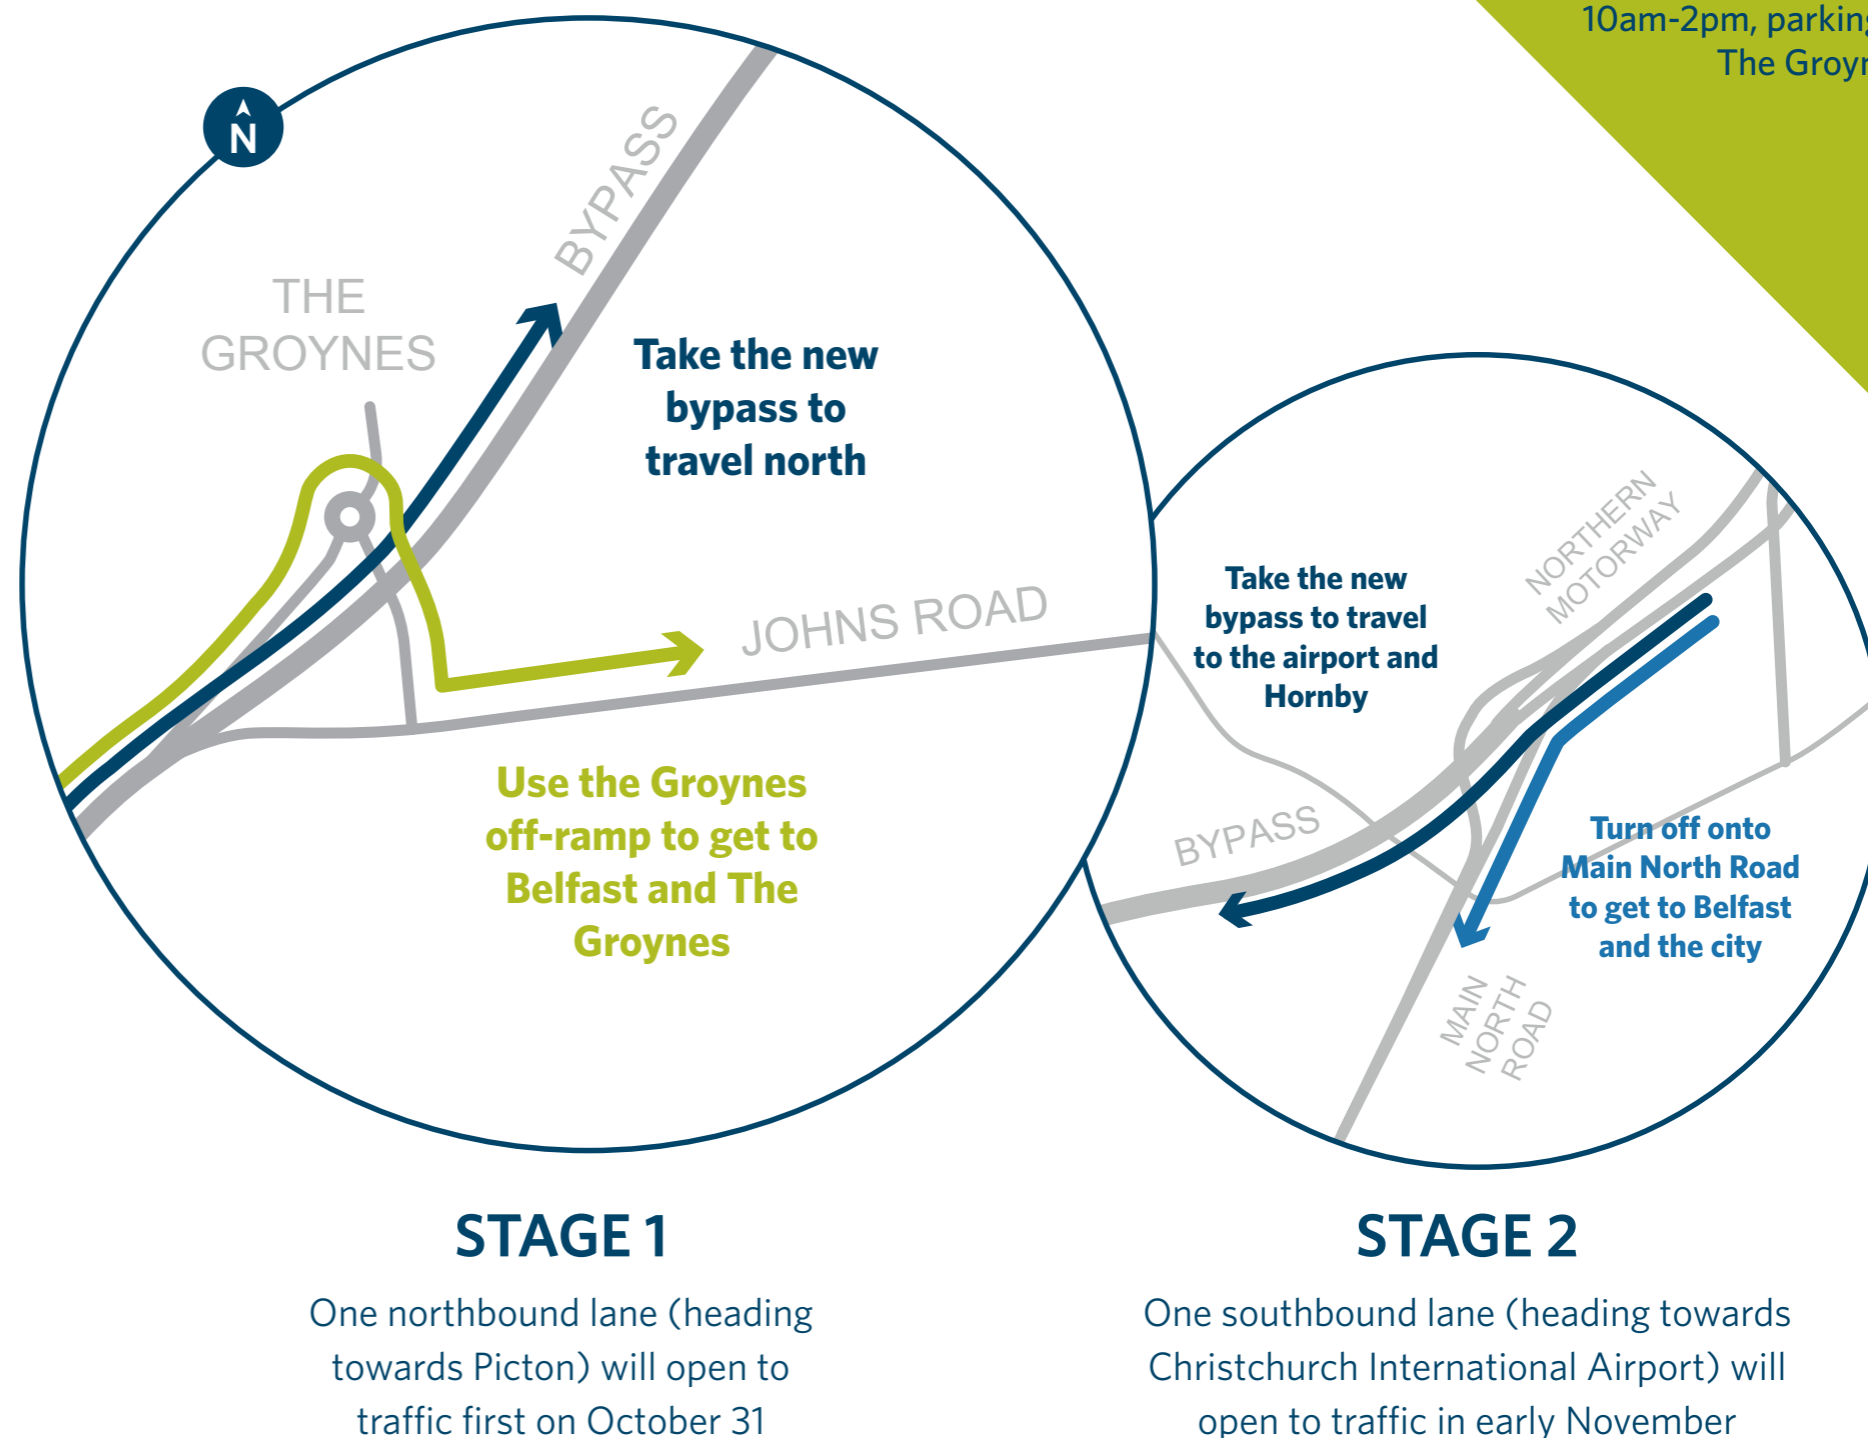 10am-2pm, parking
The Groyn
N
BYPASS
THE
GROYNES
Take the new
bypass to
travel north
JOHNS ROAD
Use the Groynes
off-ramp to get to
Belfast and The
Groynes
NORTHERN
MOTORWAY
Take the new
bypass to travel
to the airport and
Hornby
BYPASS
Turn off onto
Main North Road
to get to Belfast
and the city
MAIN
NORTH
ROAD
STAGE 1
One northbound lane (heading
towards Picton) will open to
traffic first on October 31
STAGE 2
One southbound lane (heading towards
Christchurch International Airport) will
open to traffic in early November